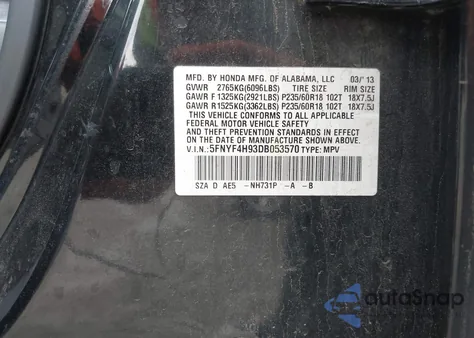 MFD. BY HONDA MFG. OF ALABAMA, LLC 03/'13
GVWR 2765KG(6096LBS) TIRE SIZE RIM SIZE
GAWR F 1325KG(2921LBS) P235/60R18 102T 18X7.5J
GAWR R1525KG(3362LBS) P235/60R18 102T 18X7.5J
THIS VEHICLE CONFORMS TO ALL APPLICABLE
FEDERAL MOTOR VEHICLE SAFETY
AND THEFT PREVENTION STANDARDS IN EFFECT
ON THE DATE OF MANUFACTURE SHOWN ABOVE.
V.I.N.: 5FNYF4H93DB053570 TYPE: MPV
SZA D AE5 -NH731P -A -B
autoSnap